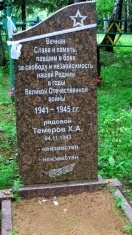 Вечная
Слава и память
павшим в боях
за свободу и независимость
нашей Родины
в годы
Великой Отечественной
войны
1941-1945 г.г.
рядовой
Темеров Х.А.
04.11.1943
- неизвестен
- неизвестен